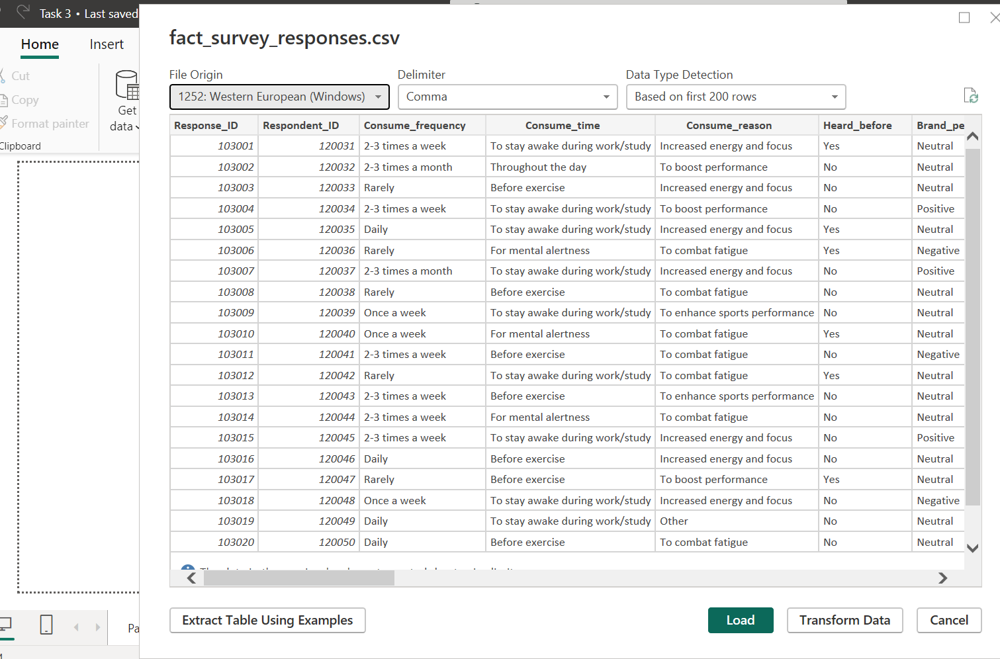 Task 3 • Last saved
Home Insert
Cut
Copy
Format painter
Clipboard
Get
data
fact_survey_responses.csv
File Origin Delimiter Data Type Detection
1252: Western European (Windows) Comma Based on first 200 rows
Response_ID Respondent_ID Consume_frequency Consume_time Consume_reason Heard_before Brand_pe
103001 120031 2-3 times a week To stay awake during work/study Increased energy and focus Yes Neutral
103002 120032 2-3 times a month Throughout the day To boost performance No Neutral
103003 120033 Rarely Before exercise Increased energy and focus No Neutral
103004 120034 2-3 times a week To stay awake during work/study To boost performance No Positive
103005 120035 Daily To stay awake during work/study Increased energy and focus Yes Neutral
103006 120036 Rarely For mental alertness To combat fatigue Yes Negative
103007 120037 2-3 times a month To stay awake during work/study Increased energy and focus No Positive
103008 120038 Rarely Before exercise To combat fatigue No Neutral
103009 120039 Once a week To stay awake during work/study To enhance sports performance No Neutral
103010 120040 Once a week For mental alertness To combat fatigue Yes Neutral
103011 120041 2-3 times a week Before exercise To combat fatigue No Negative
103012 120042 Rarely To stay awake during work/study To combat fatigue Yes Neutral
103013 120043 2-3 times a week Before exercise To enhance sports performance No Neutral
103014 120044 2-3 times a week For mental alertness To combat fatigue No Neutral
103015 120045 2-3 times a week To stay awake during work/study Increased energy and focus No Positive
103016 120046 Daily Before exercise Increased energy and focus No Neutral
103017 120047 Rarely Before exercise To boost performance Yes Neutral
103018 120048 Once a week To stay awake during work/study Increased energy and focus No Negative
103019 120049 Daily To stay awake during work/study Other No Neutral
103020 120050 Daily Before exercise To combat fatigue No Neutral
Pa
Extract Table Using Examples Load Transform Data Cancel